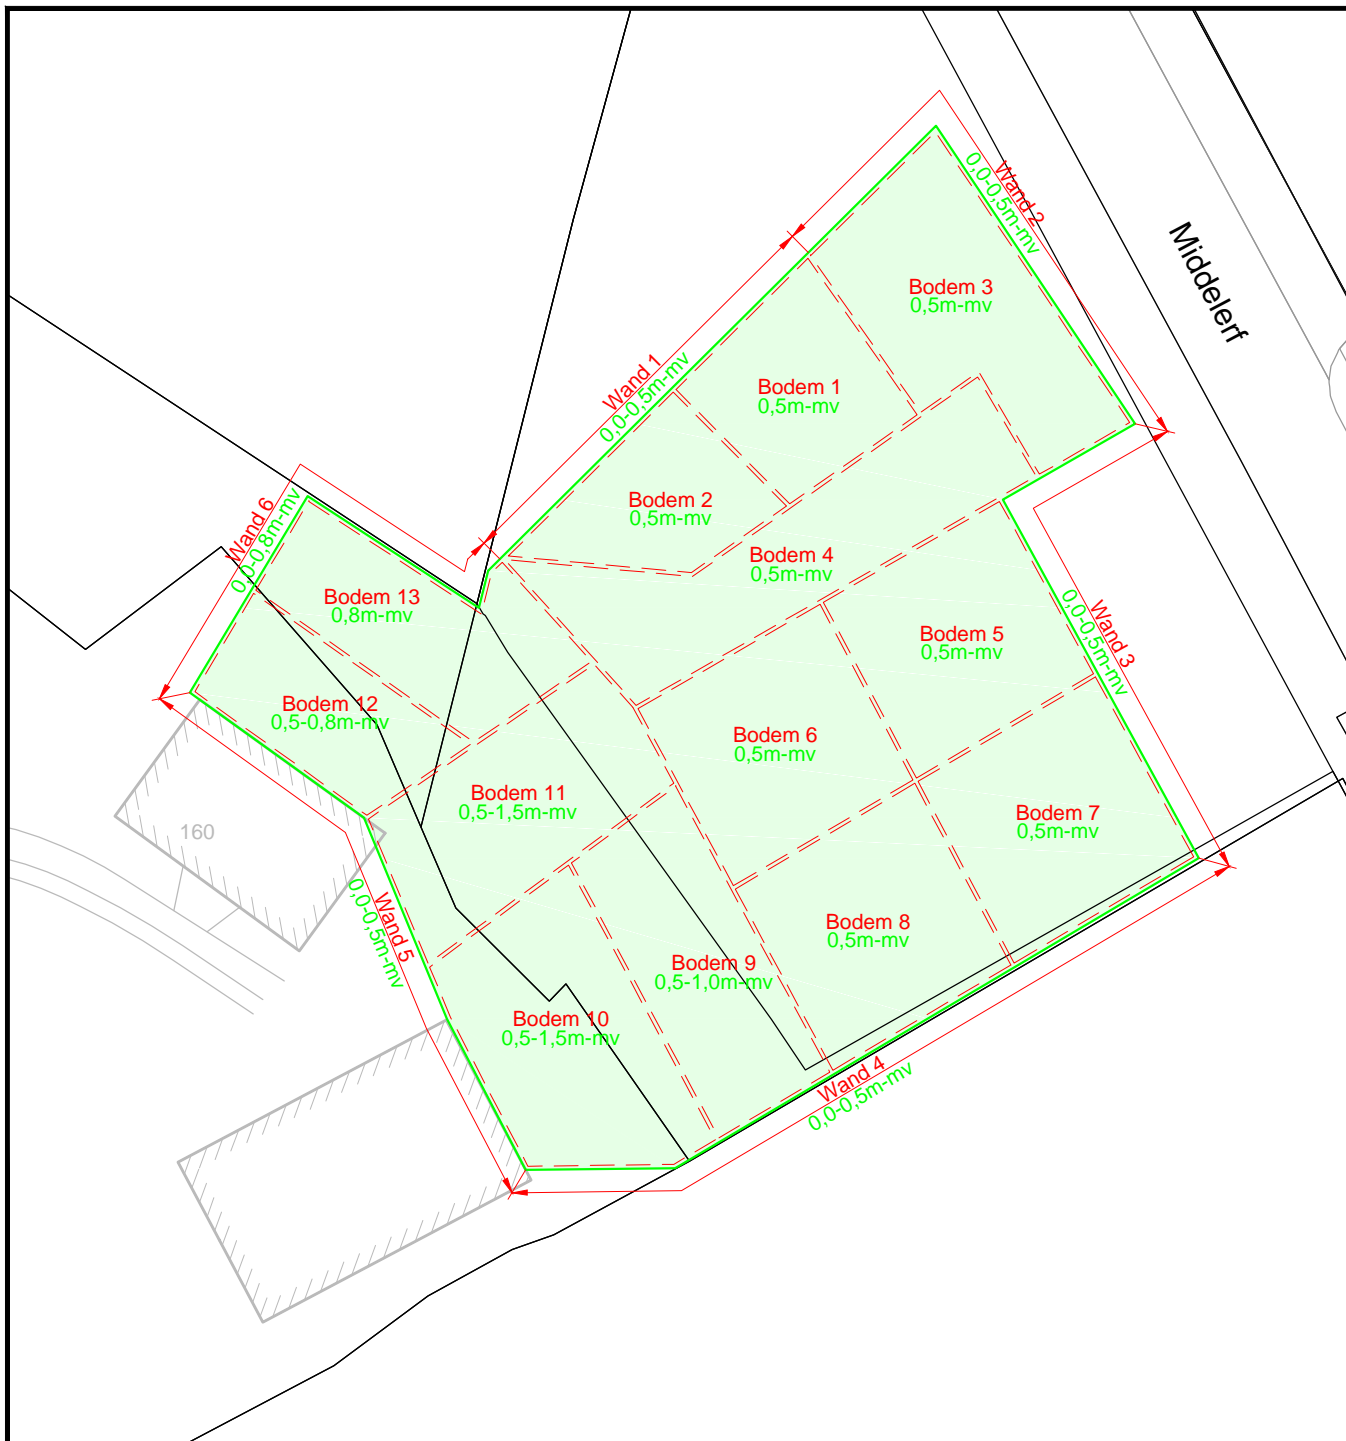 Wand 2
0,0-0,5m-mv
Middelerf
Bodem 3
0,5m-mv
Wand 1
0,0-0,5m-mv
Bodem 1
0,5m-mv
Bodem 2
0,5m-mv
Wand 6
0,0-0,8m-mv
Bodem 4
0,5m-mv
Bodem 13
0,8m-mv
Wand 3
0,0-0,5m-mv
Bodem 5
0,5m-mv
Bodem 12
0,5-0,8m-mv
Bodem 6
0,5m-mv
Bodem 11
0,5-1,5m-mv
Bodem 7
0,5m-mv
160
Wand 5
0,0-0,5m-mv
Bodem 8
0,5m-mv
Bodem 9
0,5-1,0m-mv
Bodem 10
0,5-1,5m-mv
Wand 4
0,0-0,5m-mv